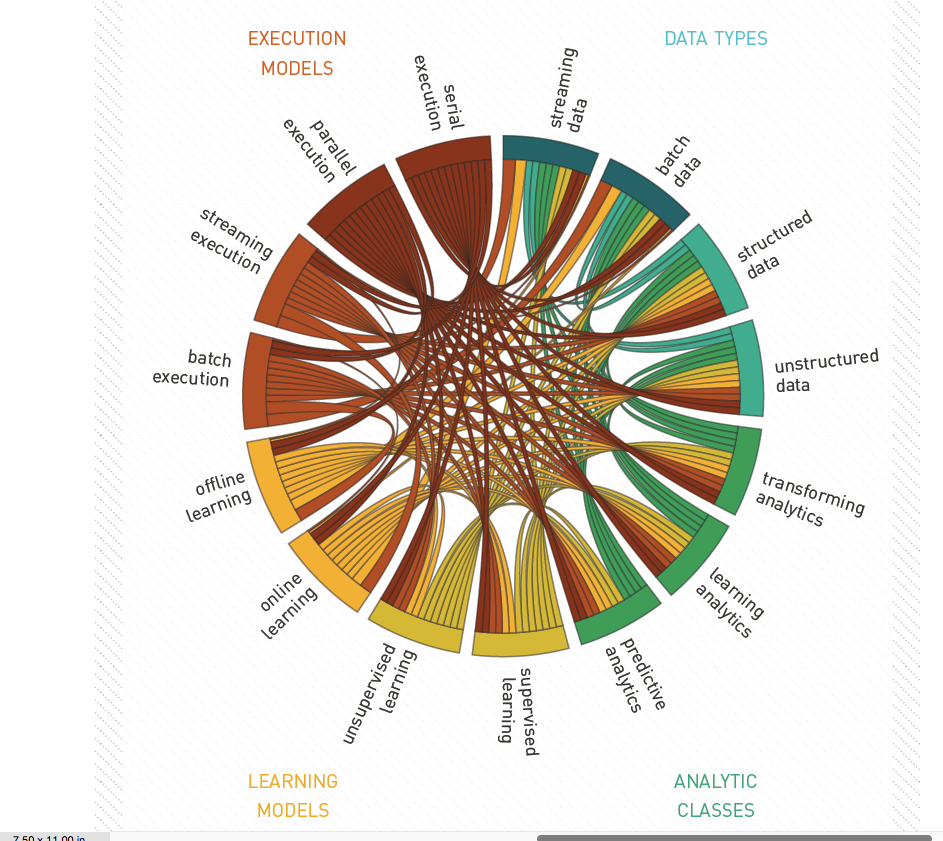 EXECUTION
MODELS
DATA TYPES
serial
execution
parallel
execution
streaming
execution
batch
execution
offline
learning
online
learning
unsupervised
learning
supervised
learning
predictive
analytics
learning
analytics
transforming
analytics
unstructured
data
structured
data
batch
data
streaming
data
LEARNING
MODELS
ANALYTIC
CLASSES
7.50 x 11.00 in